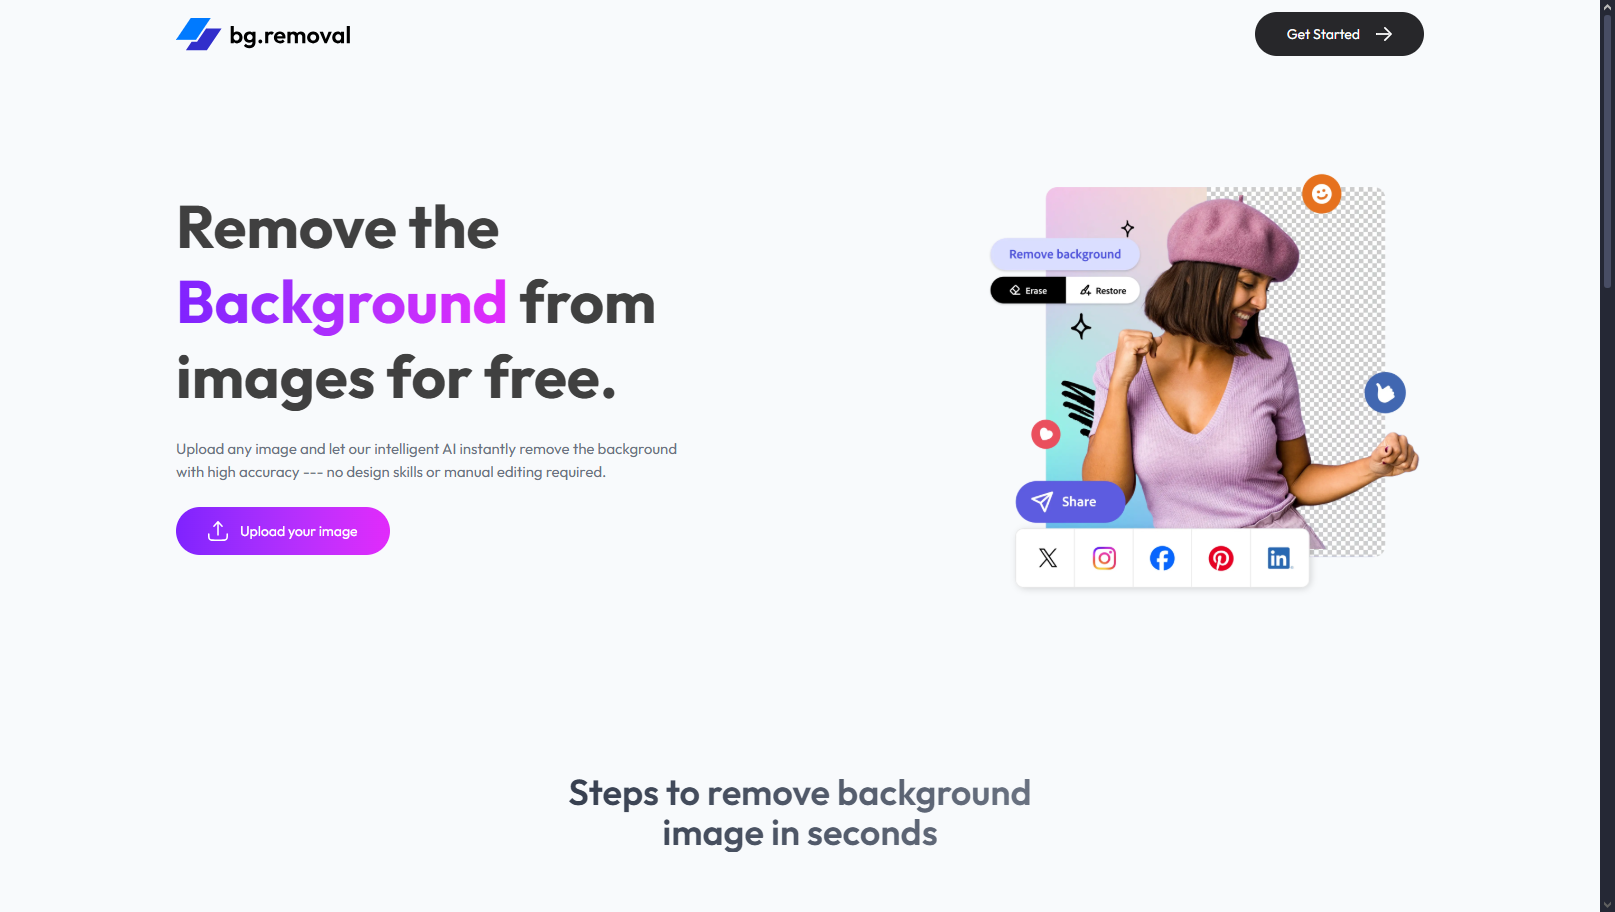 bg.removal
Get Started
Remove the
Background from
images for free.
Upload any image and let our intelligent AI instantly remove the background
with high accuracy --- no design skills or manual editing required.
Upload your image
Remove background
Erase
Restore
Share
Steps to remove background
image in seconds